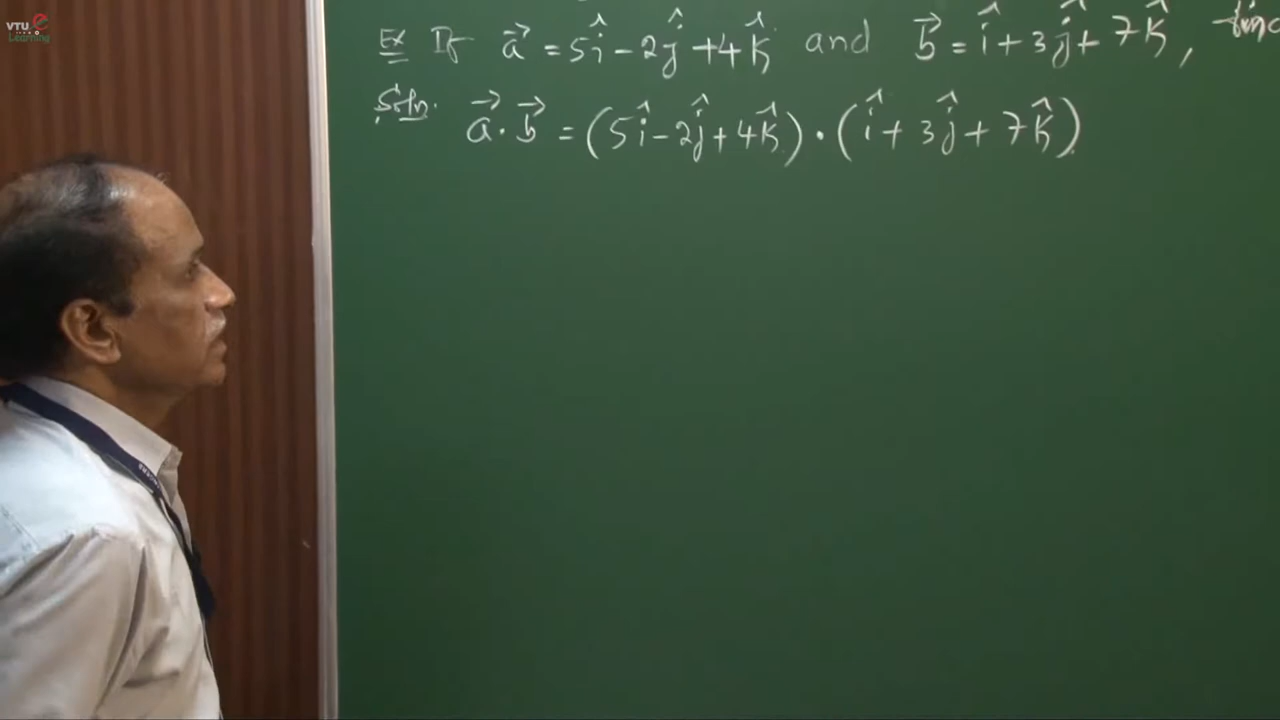 VTU e
Learning
Ex If a⃗ = 5î - 2ĵ + 4k̂ and b⃗ = î + 3ĵ + 7k̂,
Soln. a⃗ · b⃗ = (5î - 2ĵ + 4k̂) · (î + 3ĵ + 7k̂)